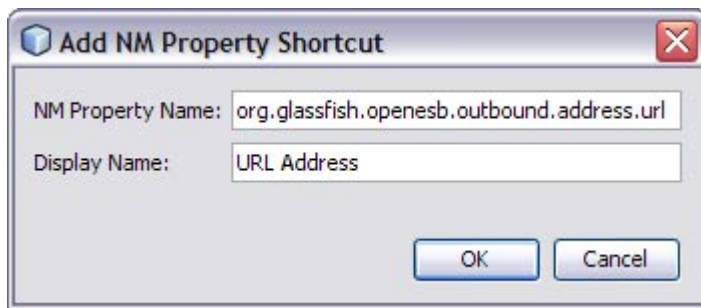 Add NM Property Shortcut
NM Property Name: org.glassfish.openesb.outbound.address.url
Display Name: URL Address
OK Cancel